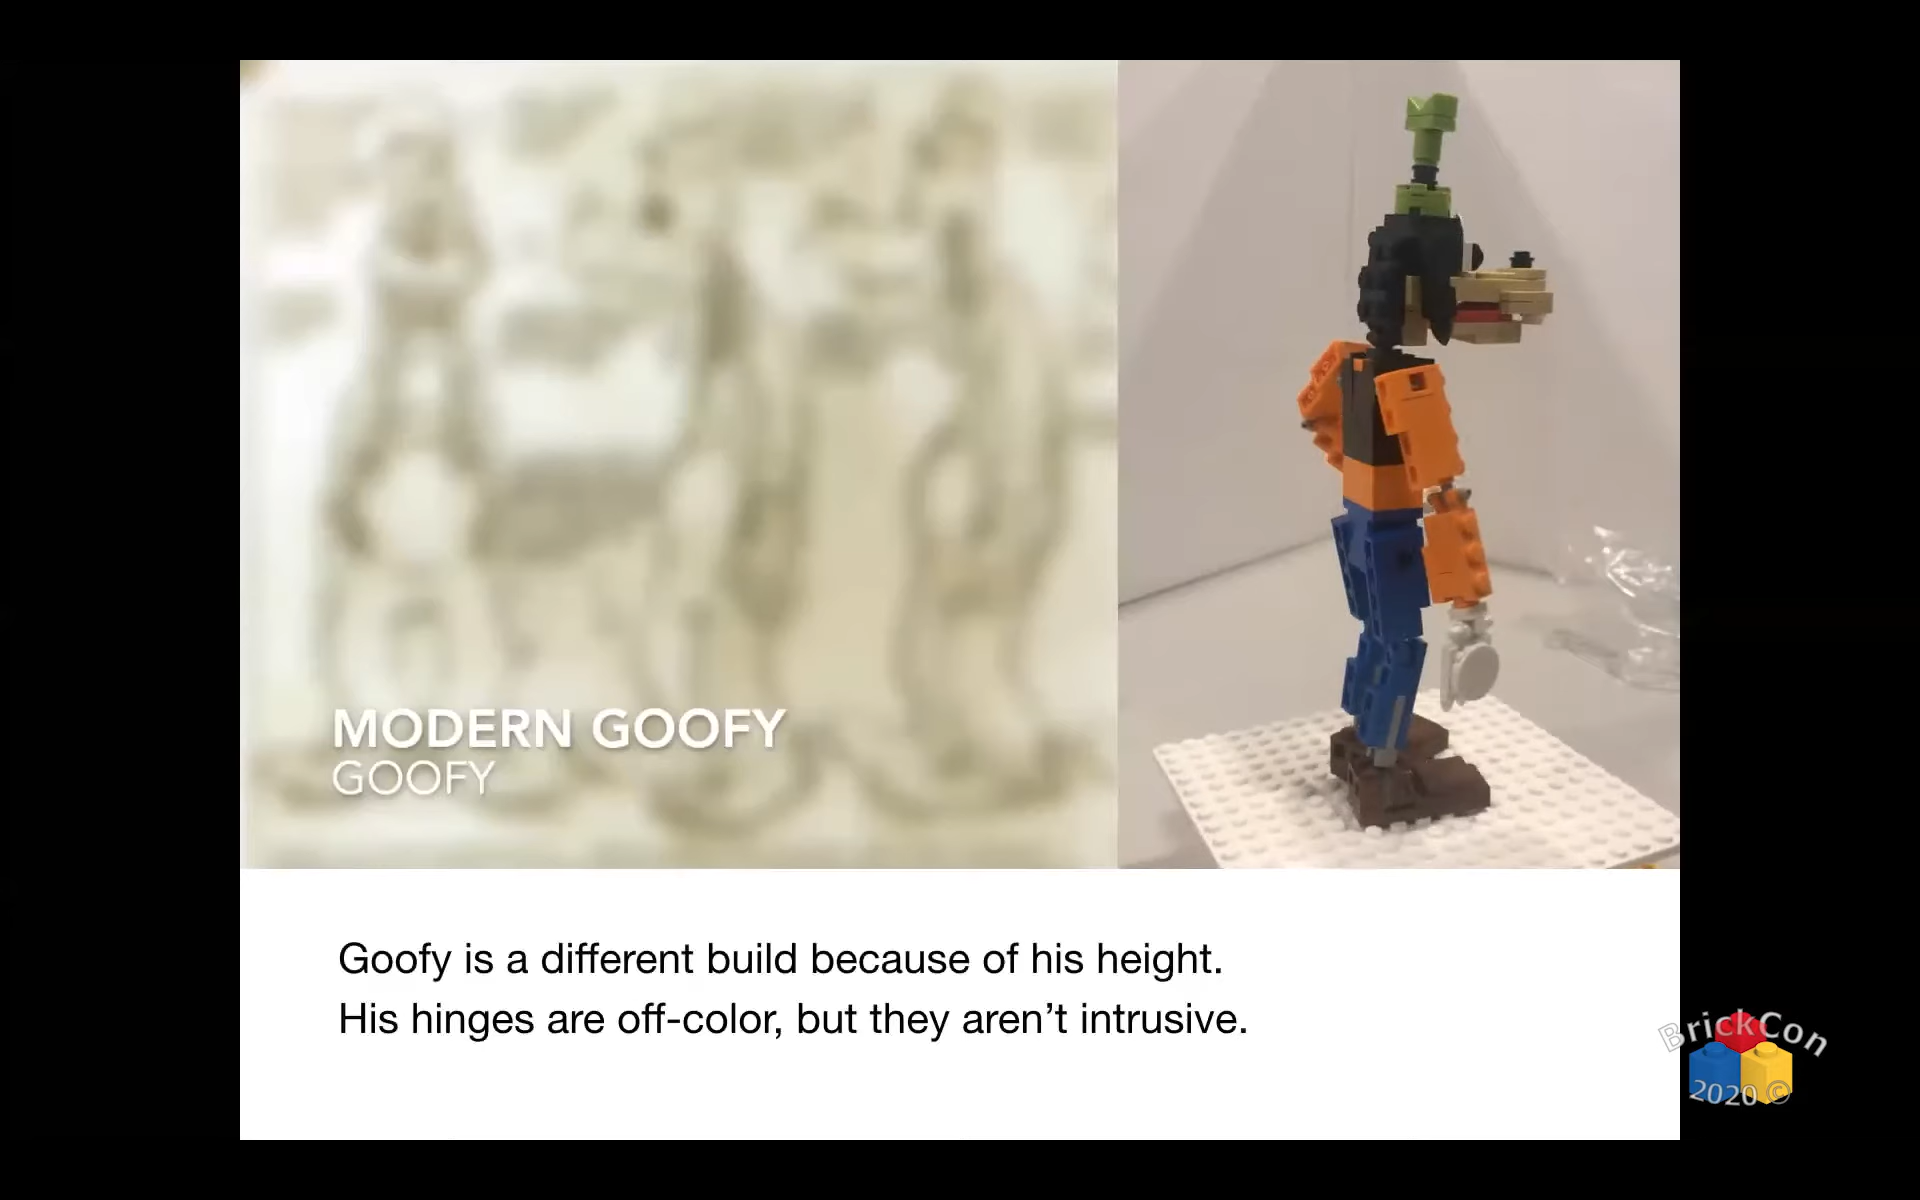 MODERN GOOFY
GOOFY
Goofy is a different build because of his height.
His hinges are off-color, but they aren’t intrusive.
BrickCon
2020 ©